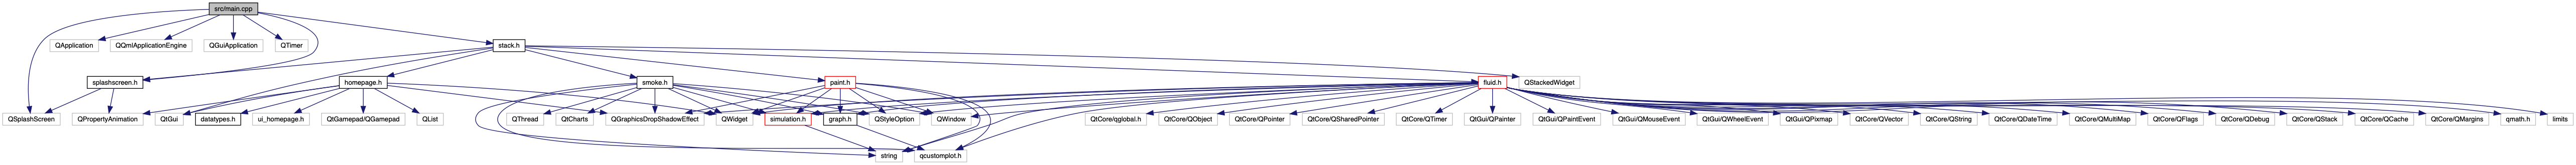 src/main.cpp
QApplication
QQmlApplicationEngine
QGuiApplication
QTimer
stack.h
splashscreen.h
homepage.h
smoke.h
paint.h
fluid.h
QStackedWidget
QSplashScreen
QPropertyAnimation
QtGui
datatypes.h
ui_homepage.h
QtGamepad/QGamepad
QList
QThread
QtCharts
QGraphicsDropShadowEffect
QWidget
simulation.h
graph.h
QStyleOption
QWindow
QtCore/qglobal.h
QtCore/QObject
QtCore/QPointer
QtCore/QSharedPointer
QtCore/QTimer
QtGui/QPainter
QtGui/QPaintEvent
QtGui/QMouseEvent
QtGui/QWheelEvent
QtGui/QPixmap
QtCore/QVector
QtCore/QString
QtCore/QDateTime
QtCore/QMultiMap
QtCore/QFlags
QtCore/QDebug
QtCore/QStack
QtCore/QCache
QtCore/QMargins
qmath.h
limits
string
qcustomplot.h